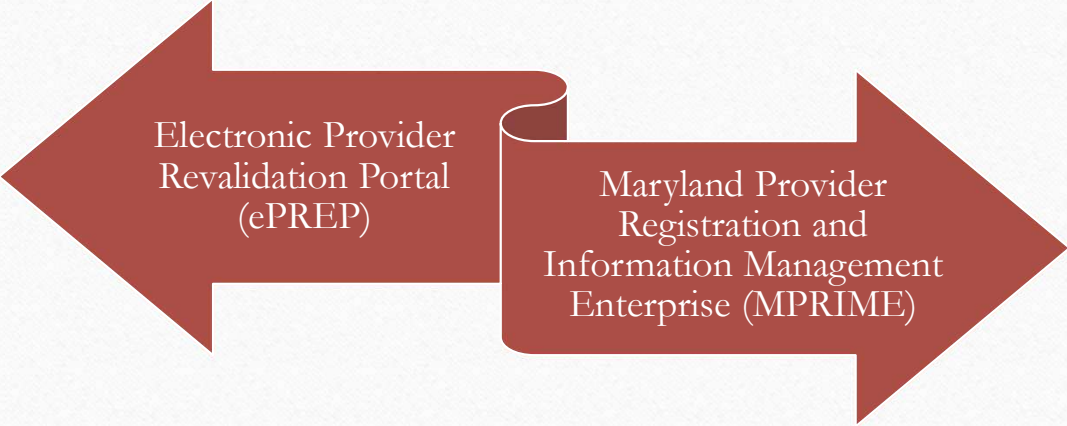 Electronic Provider
Revalidation Portal
(ePREP)
Maryland Provider
Registration and
Information Management
Enterprise (MPRIME)